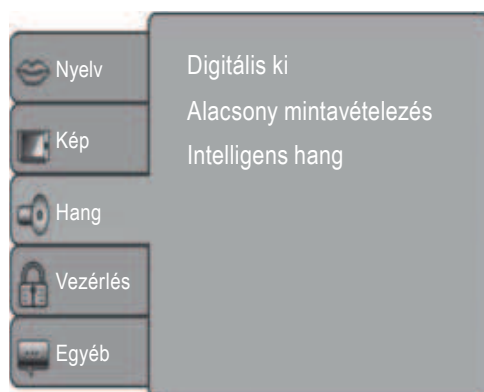 Nyelv
Kép
Hang
Vezérlés
Egyéb
Digitális ki
Alacsony mintavételezés
Intelligens hang